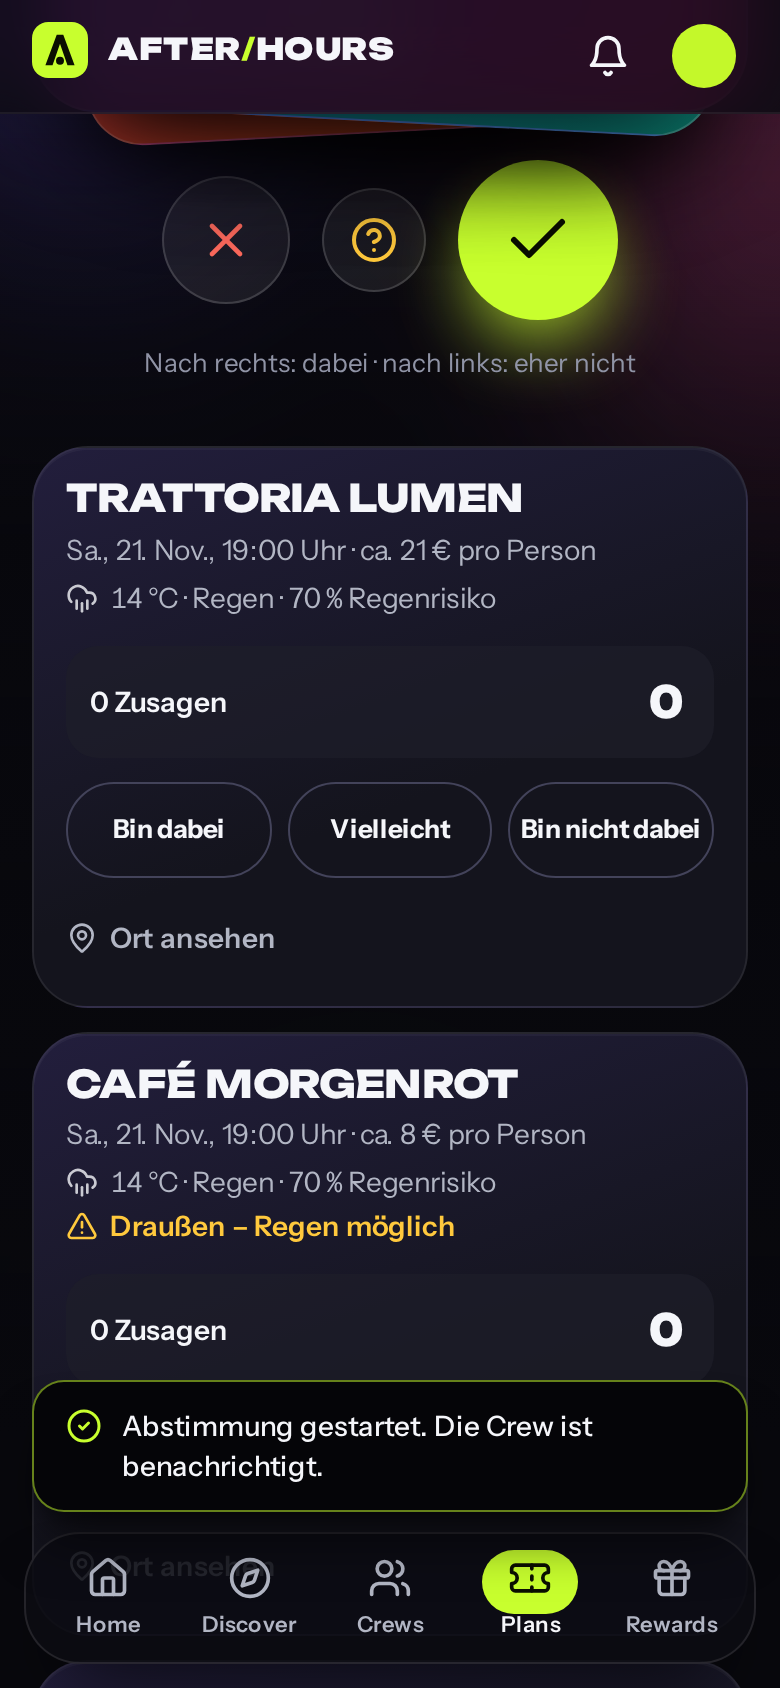 AFTER/HOURS
Nach rechts: dabei · nach links: eher nicht
TRATTORIA LUMEN
Sa., 21. Nov., 19:00 Uhr · ca. 21 € pro Person
14 °C · Regen · 70 % Regenrisiko
0 Zusagen 0
Bin dabei Vielleicht Bin nicht dabei
Ort ansehen
CAFÉ MORGENROT
Sa., 21. Nov., 19:00 Uhr · ca. 8 € pro Person
14 °C · Regen · 70 % Regenrisiko
Draußen – Regen möglich
0 Zusagen 0
Abstimmung gestartet. Die Crew ist
benachrichtigt.
Ort ansehen
Home Discover Crews Plans Rewards